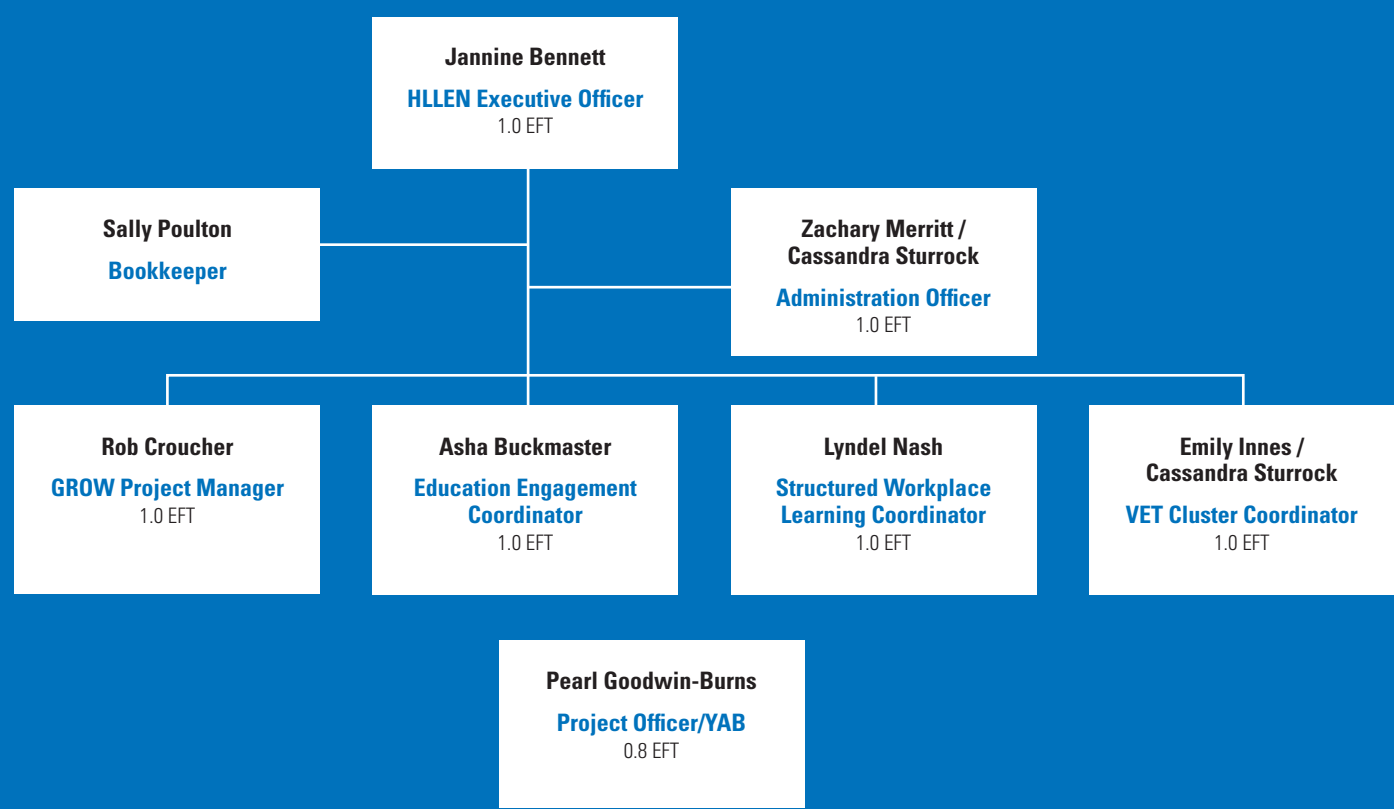 Jannine Bennett
HLLEN Executive Officer
1.0 EFT
Sally Poulton
Bookkeeper
Zachary Merritt /
Cassandra Sturrock
Administration Officer
1.0 EFT
Rob Croucher
GROW Project Manager
1.0 EFT
Asha Buckmaster
Education Engagement
Coordinator
1.0 EFT
Lyndel Nash
Structured Workplace
Learning Coordinator
1.0 EFT
Emily Innes /
Cassandra Sturrock
VET Cluster Coordinator
1.0 EFT
Pearl Goodwin-Burns
Project Officer/YAB
0.8 EFT